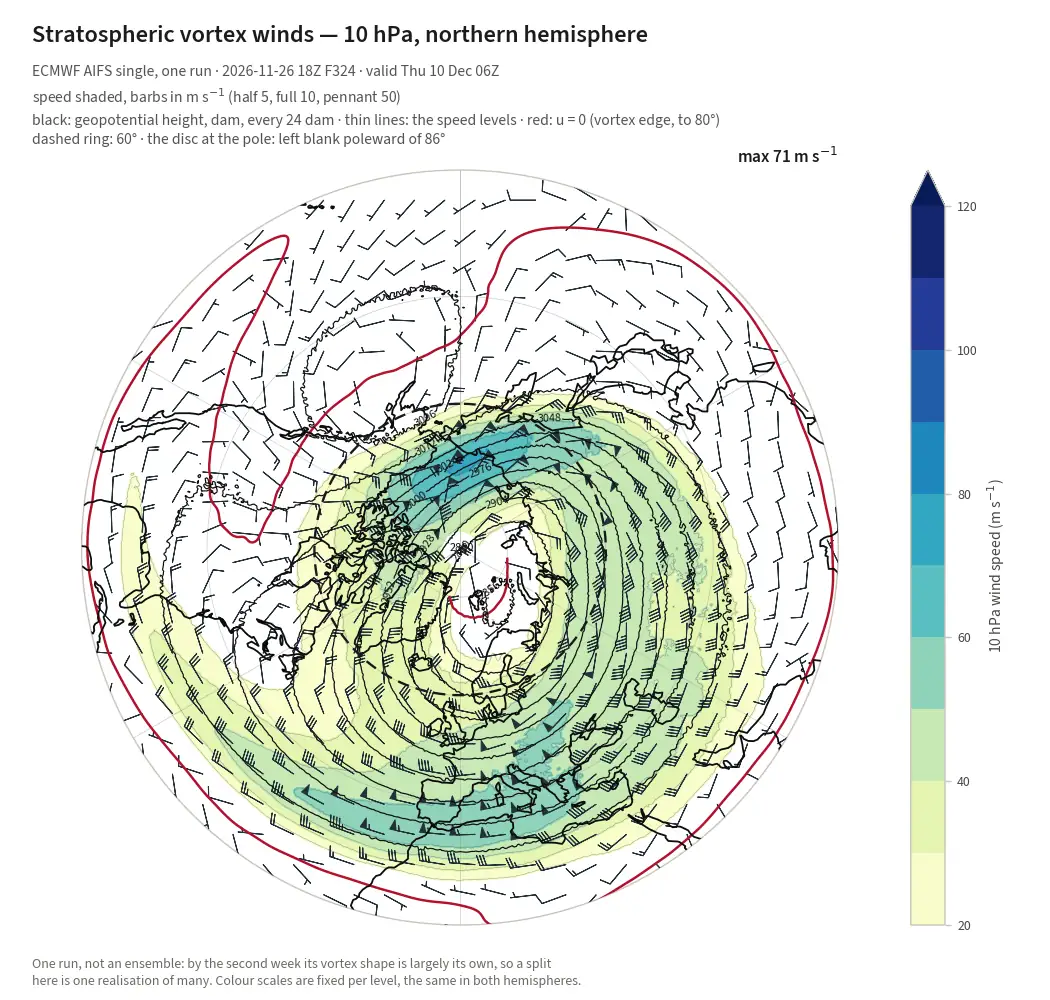 Stratospheric vortex winds — 10 hPa, northern hemisphere
ECMWF AIFS single, one run · 2026-11-26 18Z F324 · valid Thu 10 Dec 06Z
speed shaded, barbs in m s⁻¹ (half 5, full 10, pennant 50)
black: geopotential height, dam, every 24 dam · thin lines: the speed levels · red: u = 0 (vortex edge, to 80°)
dashed ring: 60° · the disc at the pole: left blank poleward of 86°
max 71 m s⁻¹
120
100
80
60
40
20
10 hPa wind speed (m s⁻¹)
3048
2976
One run, not an ensemble: by the second week its vortex shape is largely its own, so a split
here is one realisation of many. Colour scales are fixed per level, the same in both hemispheres.